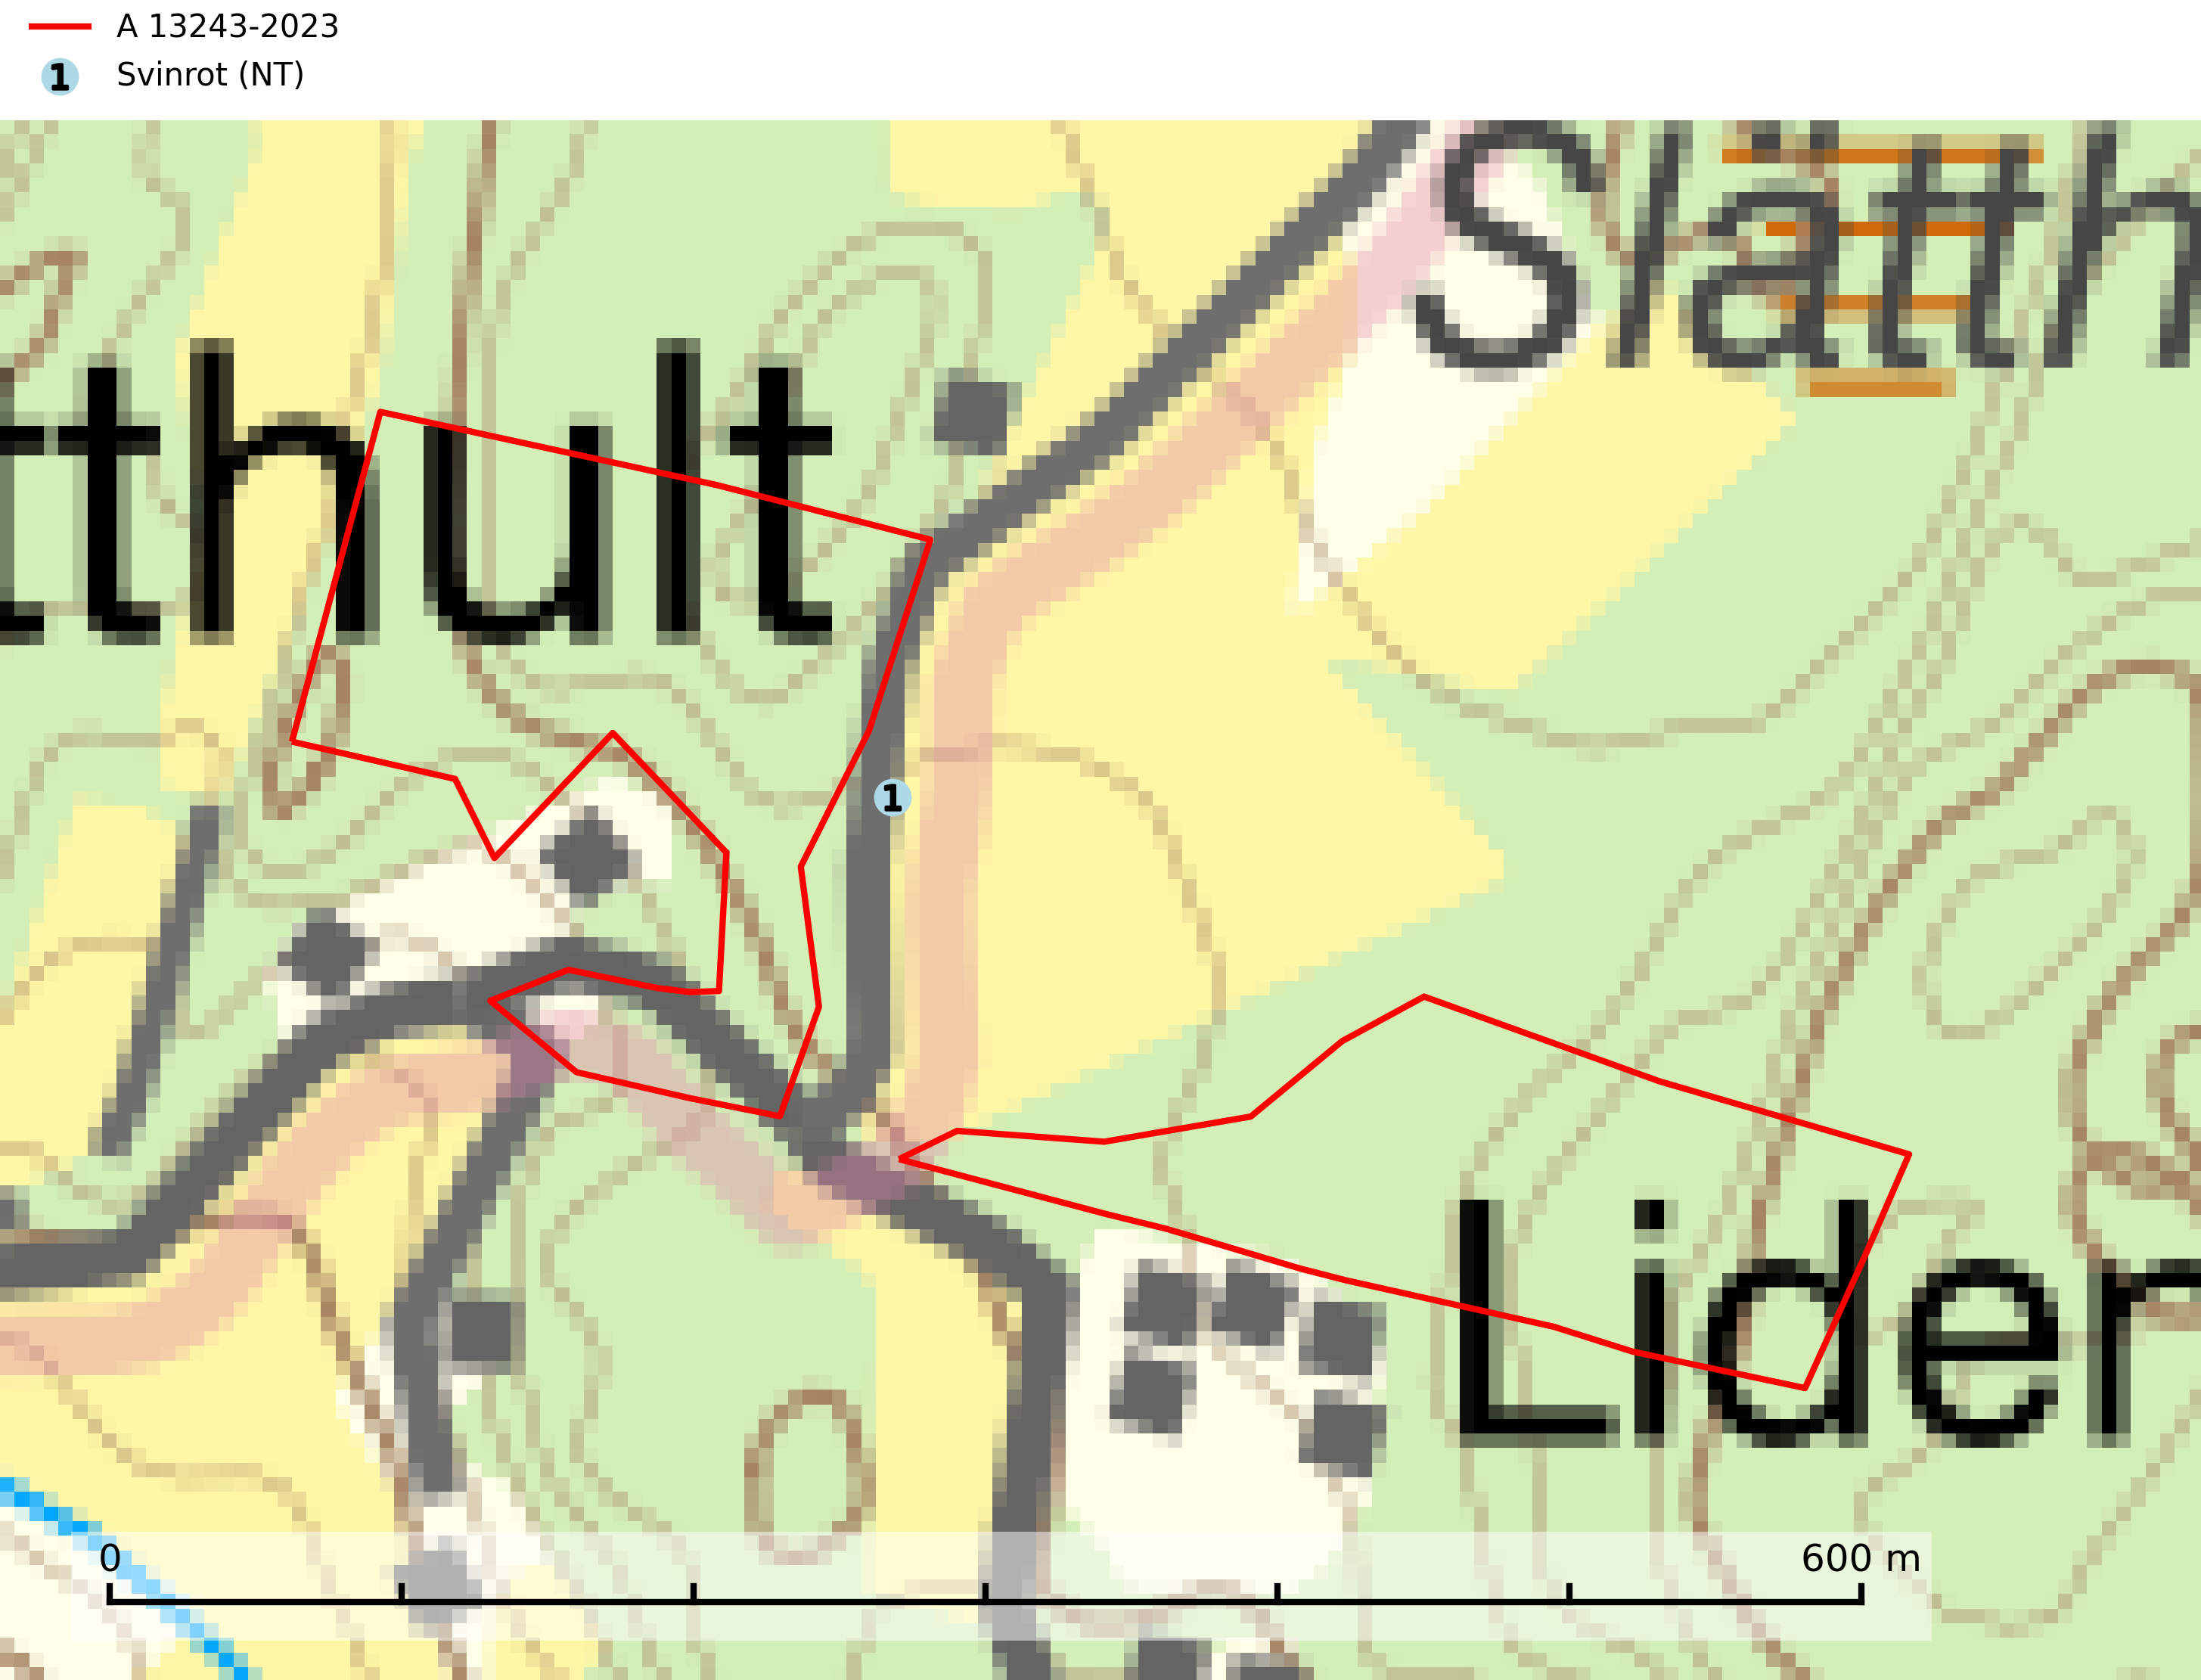 A 13243-2023
1 Svinrot (NT)
Slätth
thult
1
Lider
0 600 m